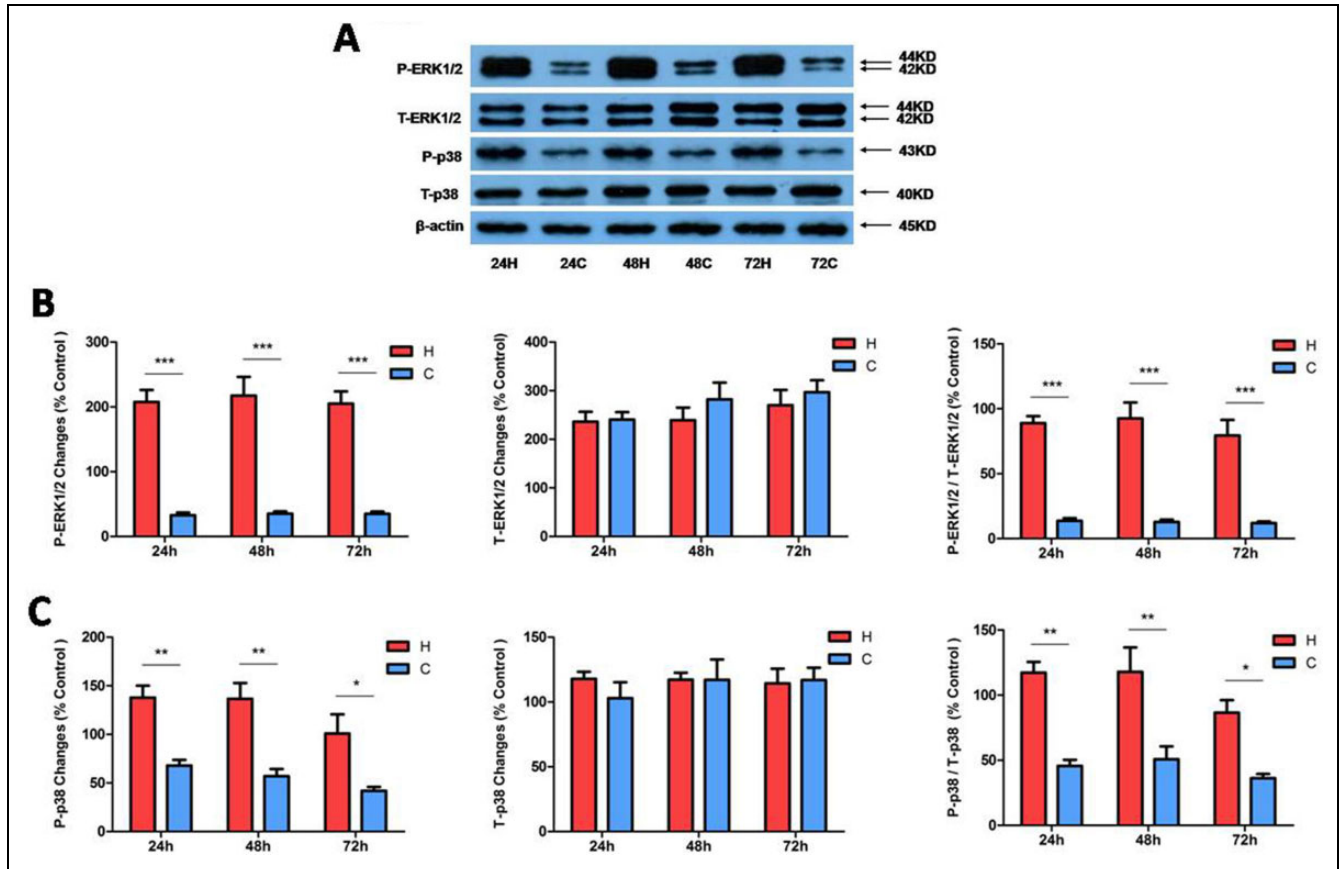 A
P-ERK1/2
44KD
42KD
T-ERK1/2
44KD
42KD
P-p38
43KD
T-p38
40KD
β-actin
45KD
24H 24C 48H 48C 72H 72C
B
P-ERK1/2 Changes (% Control )
300
200
100
0
***
***
***
H
C
24h 48h 72h
T-ERK1/2 Changes (% Control)
400
300
200
100
0
H
C
24h 48h 72h
P-ERK1/2 / T-ERK1/2 (% Control)
150
100
50
0
***
***
***
H
C
24h 48h 72h
C
P-p38 Changes (% Control )
200
150
100
50
0
**
**
*
H
C
24h 48h 72h
T-p38 Changes (% Control )
150
100
50
0
H
C
24h 48h 72h
P-p38 / T-p38 (% Control )
150
100
50
0
**
**
*
H
C
24h 48h 72h